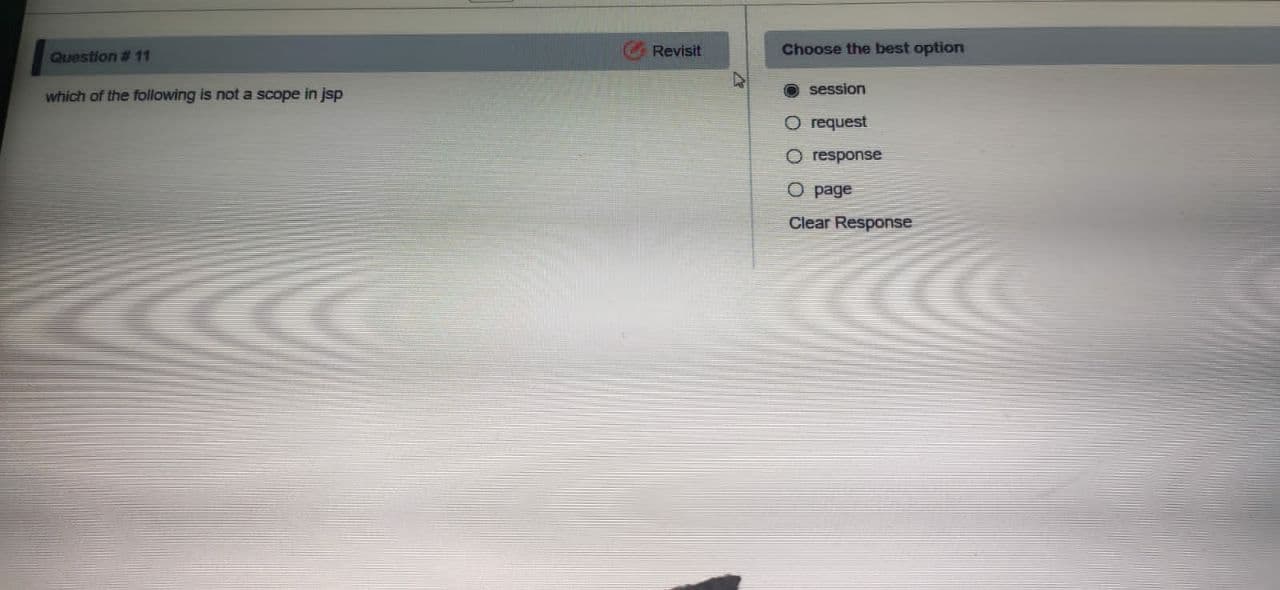 Question # 11
Revisit
which of the following is not a scope in jsp
Choose the best option
session
request
response
page
Clear Response